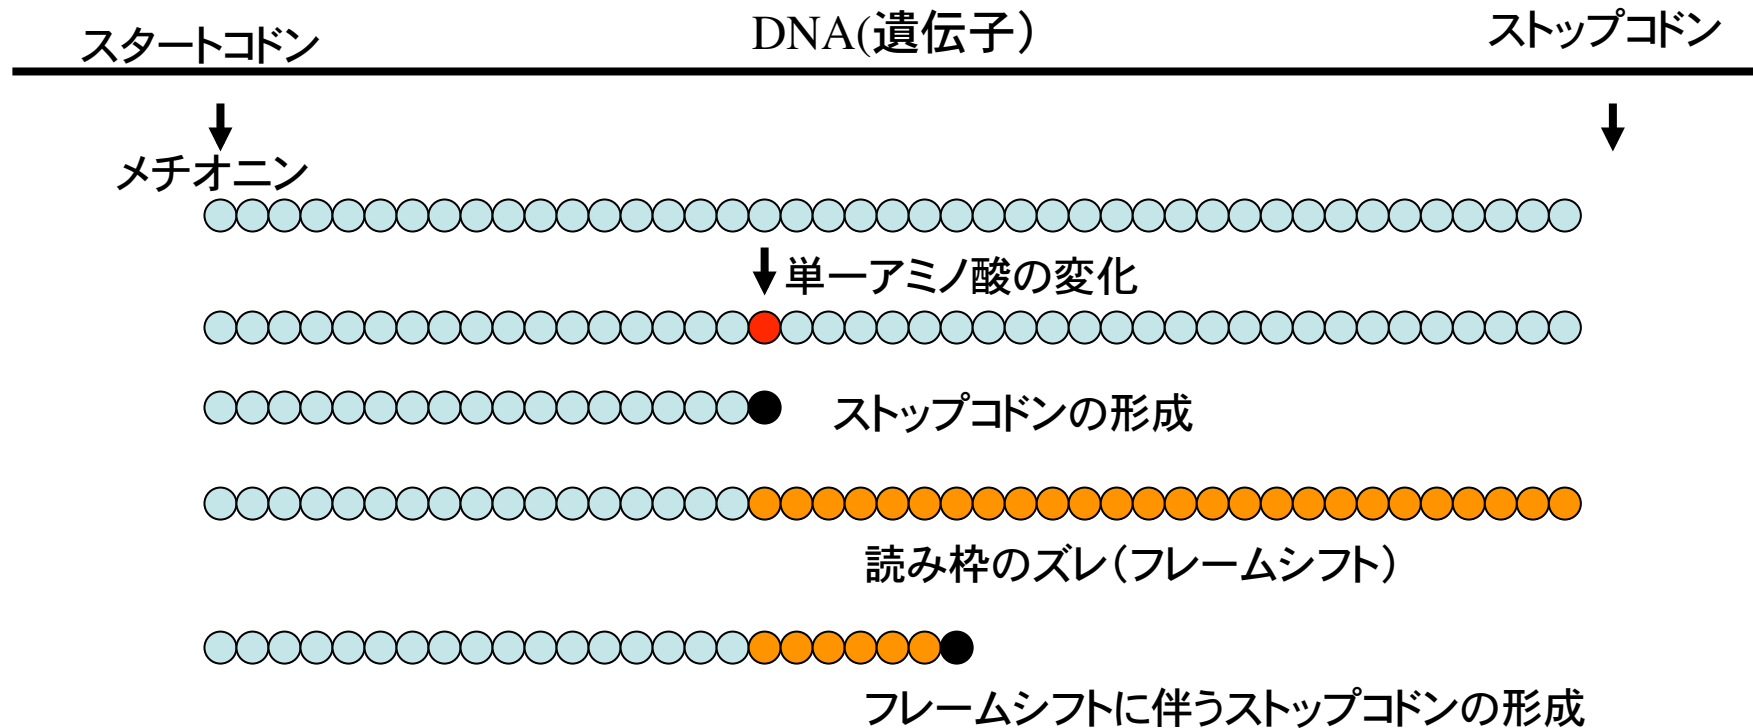 スタートコドン
DNA(遺伝子）
ストップコドン
メチオニン
単一アミノ酸の変化
ストップコドンの形成
読み枠のズレ（フレームシフト）
フレームシフトに伴うストップコドンの形成